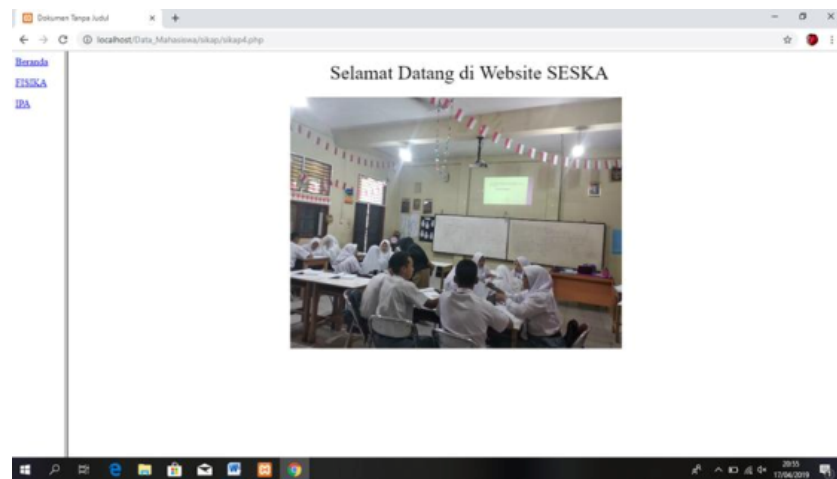 Dokumen Tanpa Judul
localhost/Data_Mahasiswa/sikap/sikap4.php
Beranda
FISIKA
IPA
Selamat Datang di Website SESKA
20:55
17/04/2019